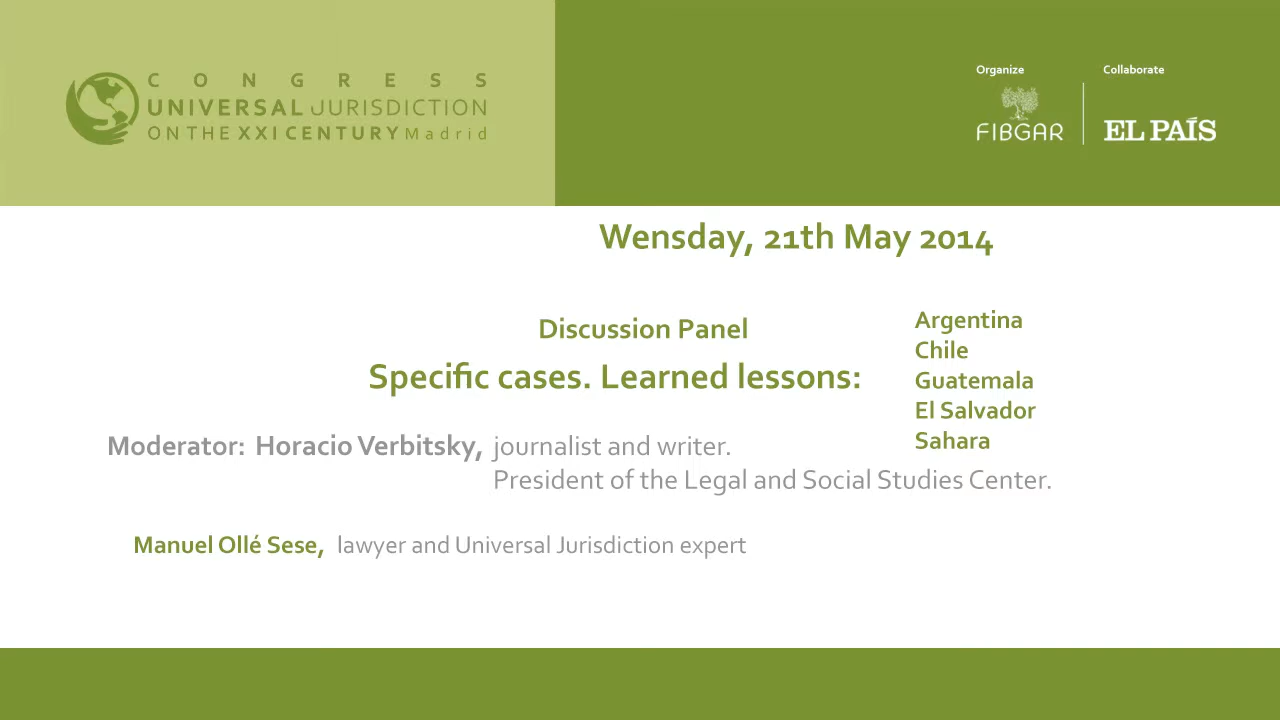 CONGRESS
UNIVERSAL JURISDICTION
ON THE XXI CENTURY Madrid
Organize
FIBGAR
Collaborate
EL PAÍS
Wensday, 21th May 2014
Discussion Panel
Specific cases. Learned lessons:
Argentina
Chile
Guatemala
El Salvador
Sahara
Moderator: Horacio Verbitsky, journalist and writer.
President of the Legal and Social Studies Center.
Manuel Ollé Sese, lawyer and Universal Jurisdiction expert